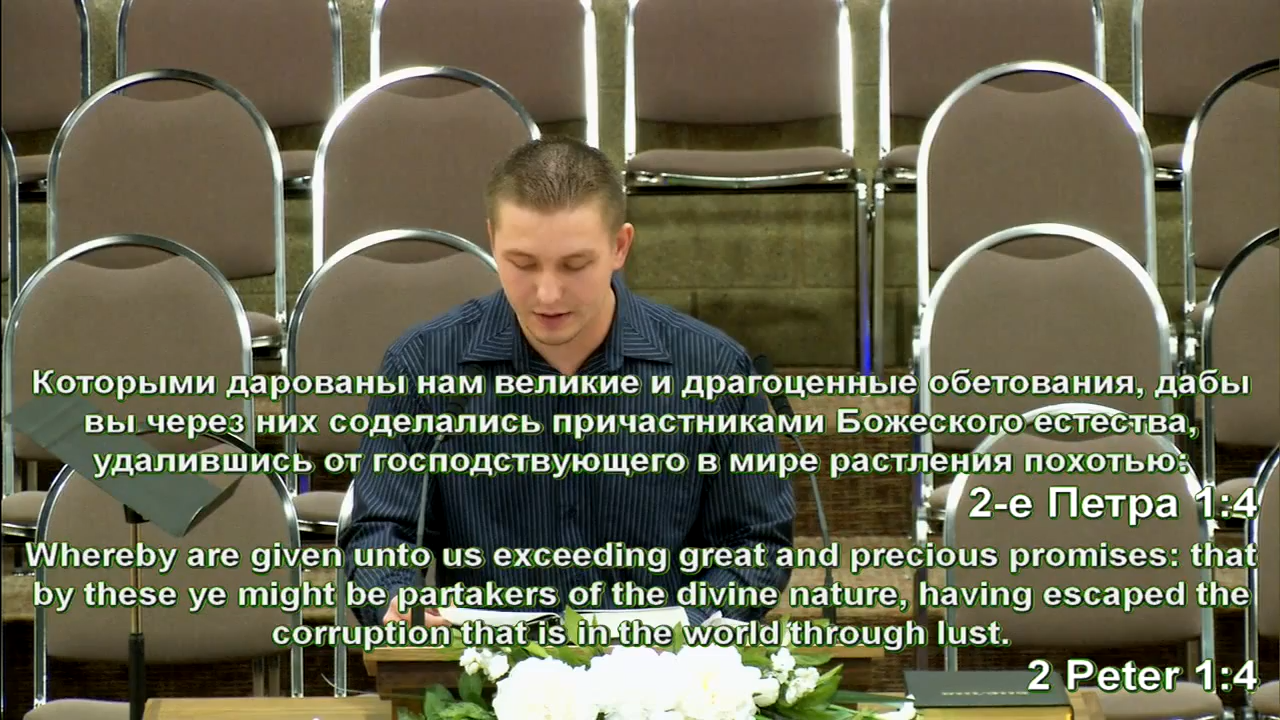 Которыми дарованы нам великие и драгоценные обетования, дабы
вы через них соделались причастниками Божеского естества,
удалившись от господствующего в мире растления похотью:
2-е Петра 1:4
Whereby are given unto us exceeding great and precious promises: that
by these ye might be partakers of the divine nature, having escaped the
corruption that is in the world through lust.
2 Peter 1:4